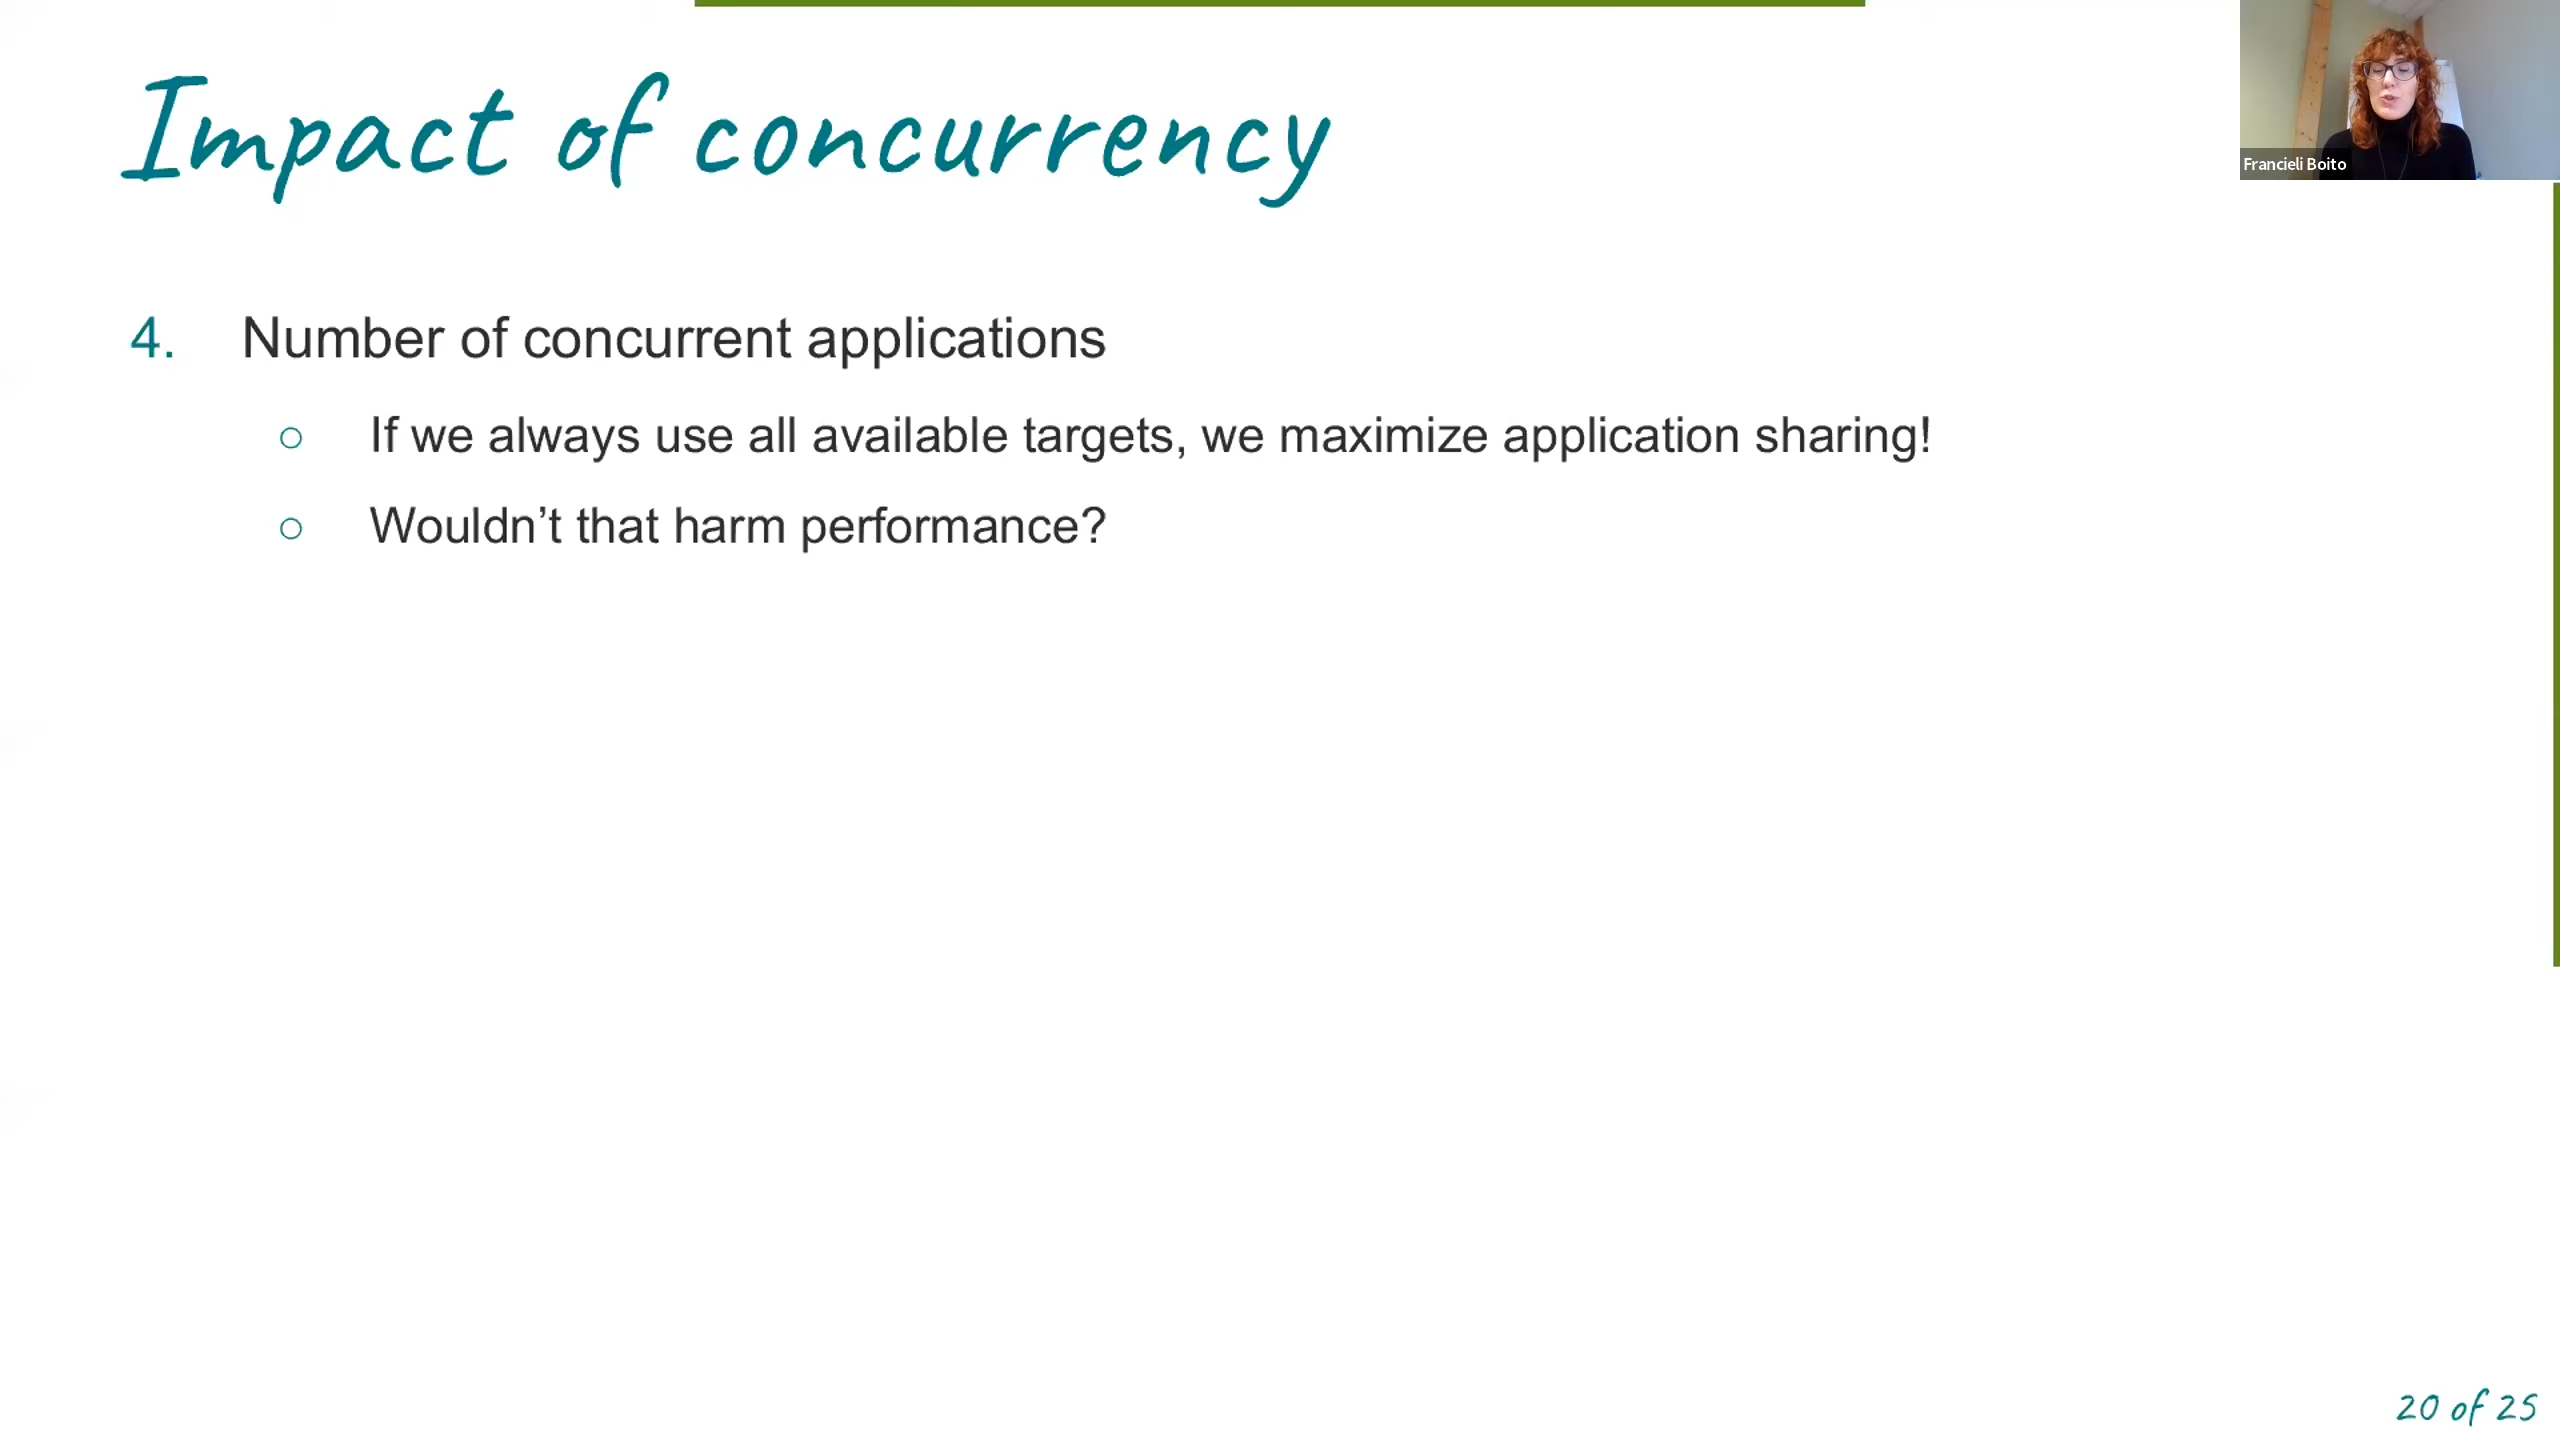 Impact of concurrency
Francieli Boito
4. Number of concurrent applications
○ If we always use all available targets, we maximize application sharing!
○ Wouldn’t that harm performance?
20 of 25